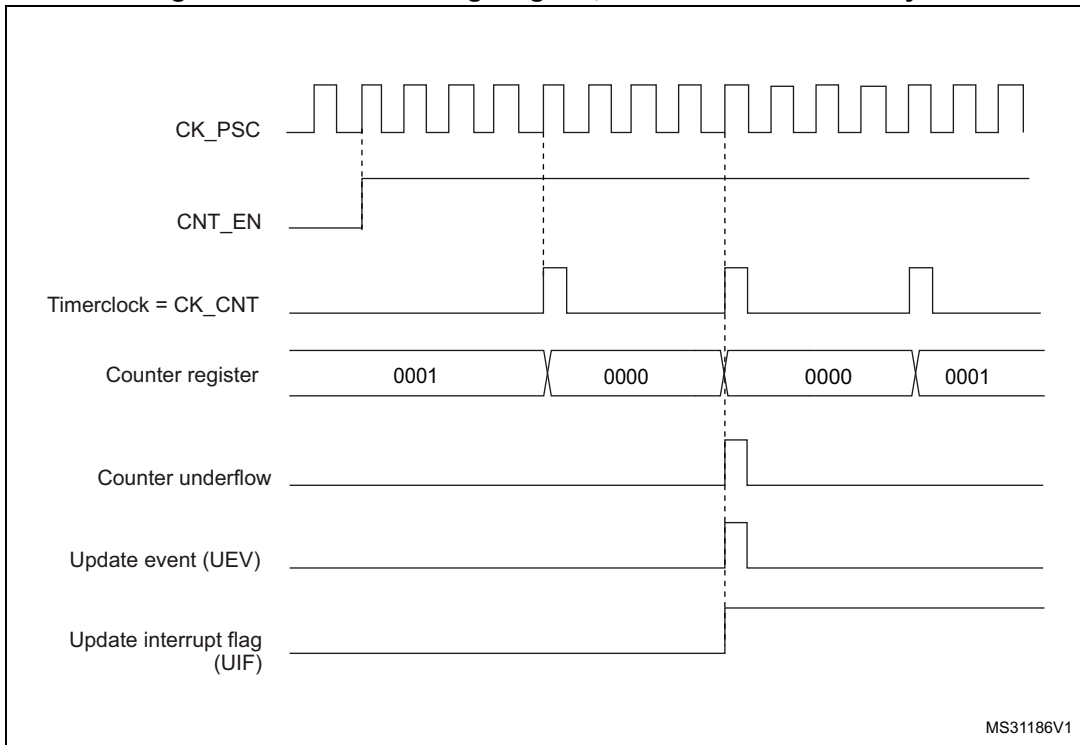 CK_PSC
CNT_EN
Timerclock = CK_CNT
Counter register
0001
0000
0000
0001
Counter underflow
Update event (UEV)
Update interrupt flag
(UIF)
MS31186V1